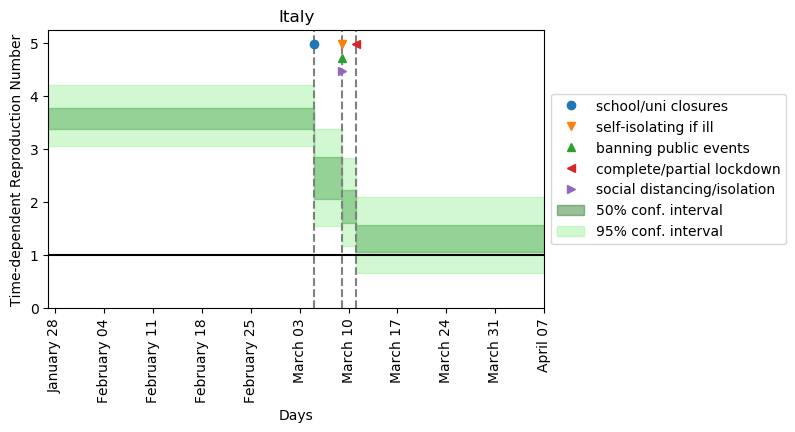 Italy
Time-dependent Reproduction Number
5
4
3
2
1
0
January 28
February 04
February 11
February 18
February 25
March 03
March 10
March 17
March 24
March 31
April 07
Days
school/uni closures
self-isolating if ill
banning public events
complete/partial lockdown
social distancing/isolation
50% conf. interval
95% conf. interval